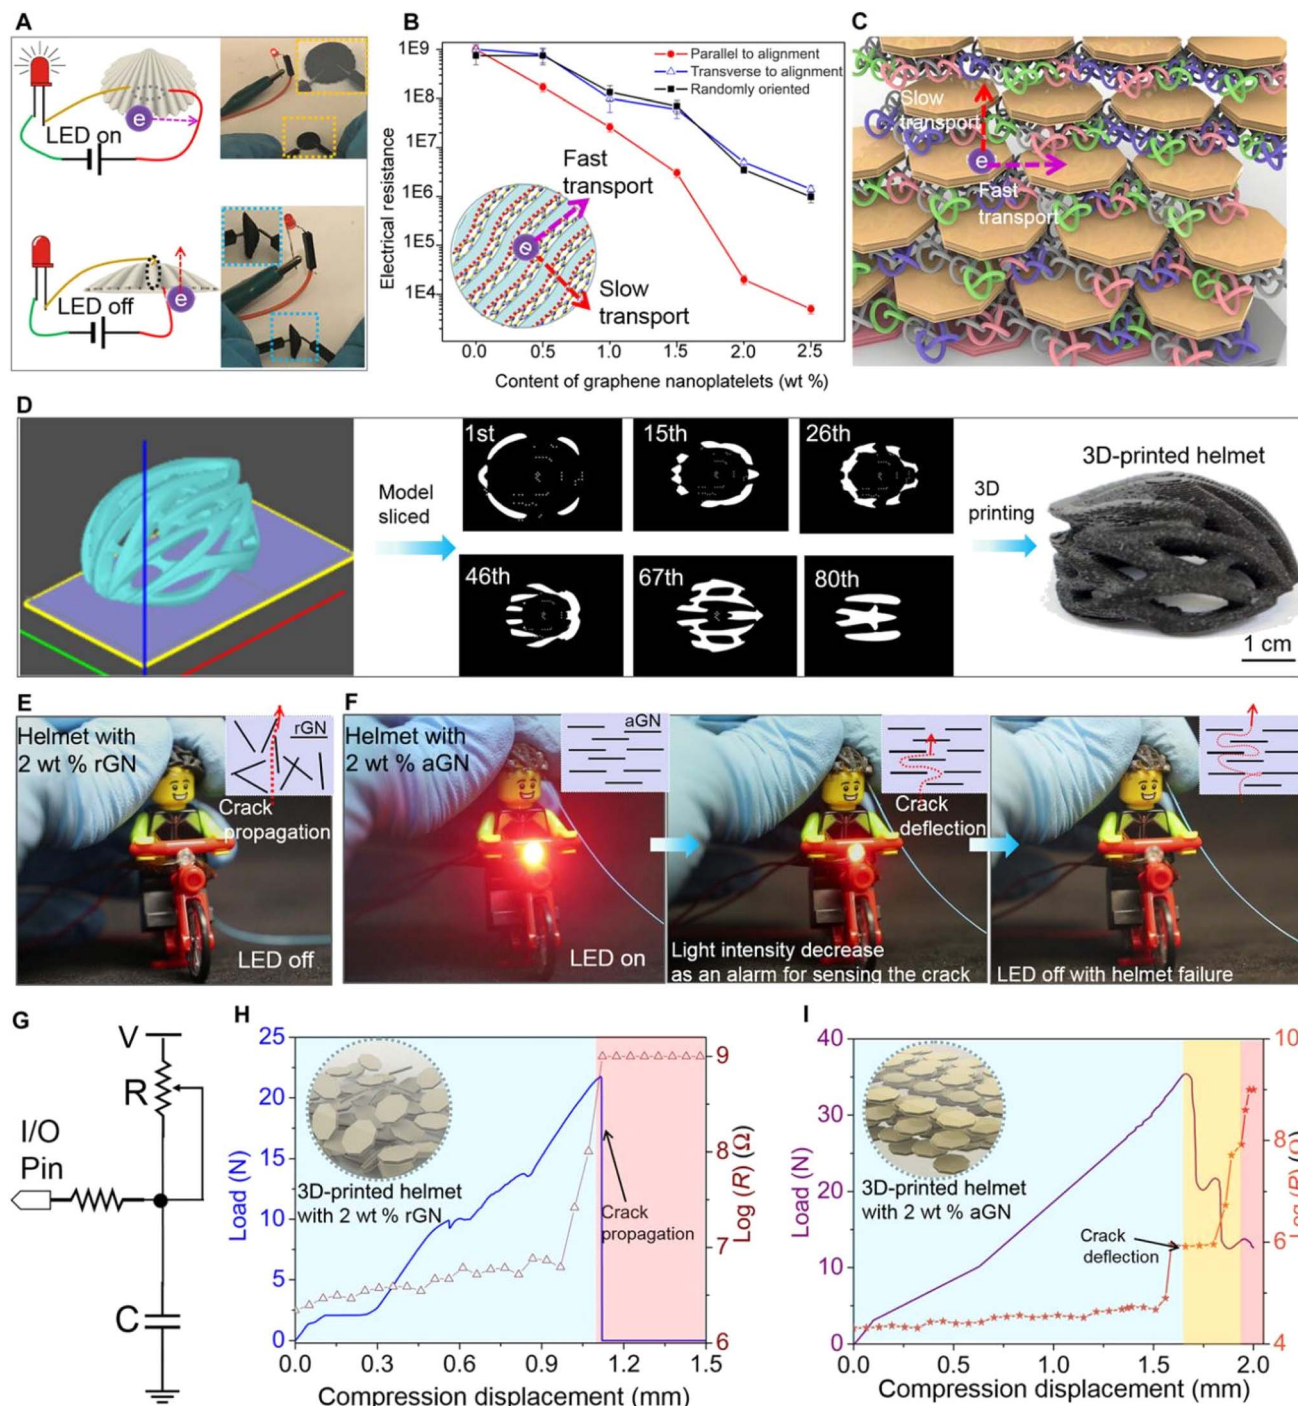 A
LED on
e
LED off
e
B
1E9
1E8
1E7
1E6
1E5
1E4
Electrical resistance
Parallel to alignment
Transverse to alignment
Randomly oriented
Fast
transport
e
Slow
transport
0.0 0.5 1.0 1.5 2.0 2.5
Content of graphene nanoplatelets (wt %)
C
Slow
transport
e
Fast
transport
D
Model
sliced
1st
15th
26th
46th
67th
80th
3D
printing
3D-printed helmet
1 cm
E
Helmet with
2 wt % rGN
rGN
Crack
propagation
LED off
F
Helmet with
2 wt % aGN
aGN
LED on
Crack
deflection
Light intensity decrease
as an alarm for sensing the crack
LED off with helmet failure
G
V
R
I/O
Pin
C
H
25
20
15
10
5
0
Load (N)
3D-printed helmet
with 2 wt % rGN
Crack
propagation
9
8
7
6
Log (R) (Ω)
0.0 0.3 0.6 0.9 1.2 1.5
Compression displacement (mm)
I
40
30
20
10
0
Load (N)
3D-printed helmet
with 2 wt % aGN
Crack
deflection
10
8
6
4
Log (R) (Ω)
0.0 0.5 1.0 1.5 2.0
Compression displacement (mm)